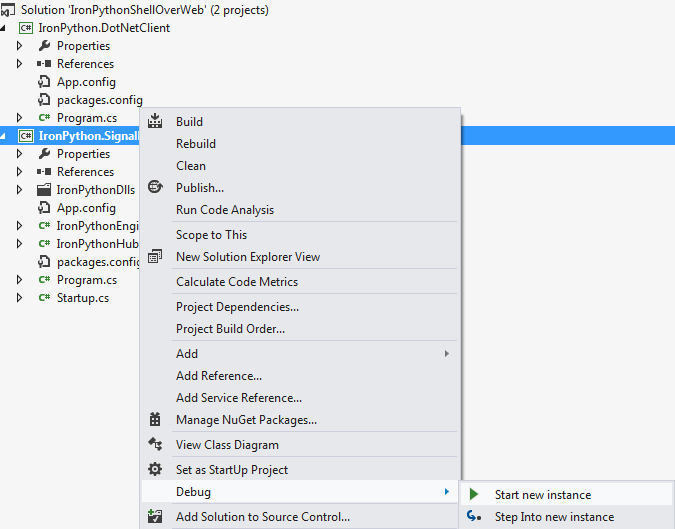 Solution 'IronPythonShellOverWeb' (2 projects)
C# IronPython.DotNetClient
Properties
References
App.config
packages.config
C# Program.cs
C# IronPython.Signal
Properties
References
IronPythonDlls
App.config
C# IronPythonEngi
C# IronPythonHub
packages.config
C# Program.cs
C# Startup.cs
Build
Rebuild
Clean
Publish...
Run Code Analysis
Scope to This
New Solution Explorer View
Calculate Code Metrics
Project Dependencies...
Project Build Order...
Add
Add Reference...
Add Service Reference...
Manage NuGet Packages...
View Class Diagram
Set as StartUp Project
Debug
Add Solution to Source Control...
Start new instance
Step Into new instance